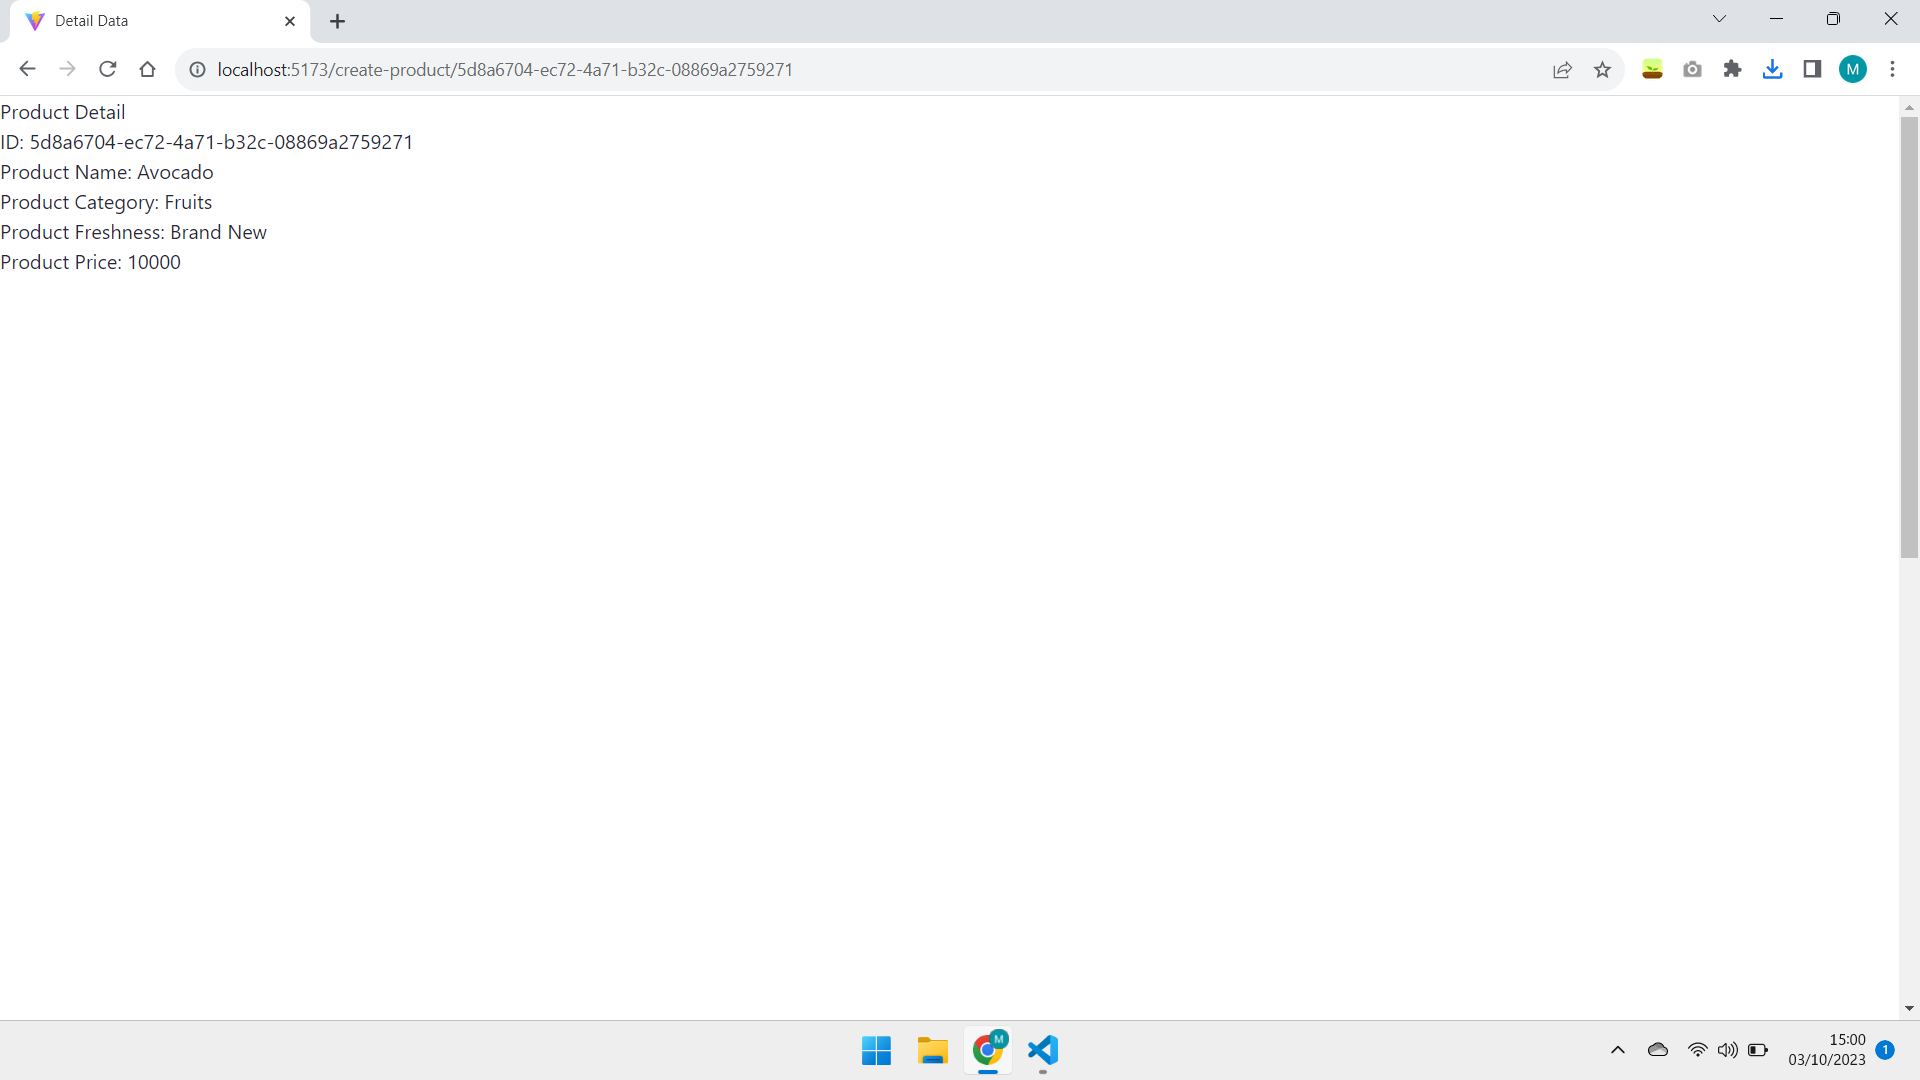 Detail Data
localhost:5173/create-product/5d8a6704-ec72-4a71-b32c-08869a2759271
M
Product Detail
ID: 5d8a6704-ec72-4a71-b32c-08869a2759271
Product Name: Avocado
Product Category: Fruits
Product Freshness: Brand New
Product Price: 10000
M
15:00
03/10/2023
1